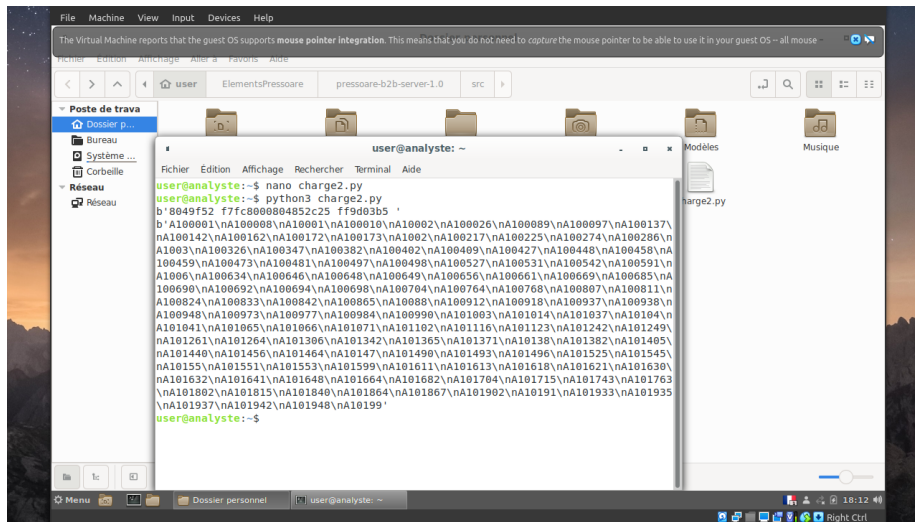 File Machine View Input Devices Help
The Virtual Machine reports that the guest OS supports mouse pointer integration. This means that you do not need to capture the mouse pointer to be able to use it in your guest OS -- all mouse
Fichier Édition Affichage Aller à Favoris Aide
user ElementsPressoare pressoare-b2b-server-1.0 src
Poste de trava
Dossier p...
Bureau
Système ...
Corbeille
Réseau
Réseau
Modèles
Musique
harge2.py
user@analyste: ~
Fichier Édition Affichage Rechercher Terminal Aide
user@analyste:~$ nano charge2.py
user@analyste:~$ python3 charge2.py
b'8049f52 f7fc8000804852c25 ff9d03b5 '
b'A100001\nA100008\nA10001\nA100010\nA10002\nA100026\nA100089\nA100097\nA100137\
nA100142\nA100162\nA100172\nA100173\nA1002\nA100217\nA100225\nA100274\nA100286\n
A1003\nA100326\nA100347\nA100382\nA100402\nA100409\nA100427\nA100448\nA100458\nA
100459\nA100473\nA100481\nA100497\nA100498\nA100527\nA100531\nA100542\nA100591\n
A1006\nA100634\nA100646\nA100648\nA100649\nA100656\nA100661\nA100669\nA100685\nA
100690\nA100692\nA100694\nA100698\nA100704\nA100764\nA100768\nA100807\nA100811\n
A100824\nA100833\nA100842\nA100865\nA10088\nA100912\nA100918\nA100937\nA100938\n
A100948\nA100973\nA100977\nA100984\nA100990\nA101003\nA101014\nA101037\nA10104\n
A101041\nA101065\nA101066\nA101071\nA101102\nA101116\nA101123\nA101242\nA101249\
nA101261\nA101264\nA101306\nA101342\nA101365\nA101371\nA10138\nA101382\nA101405\
nA101440\nA101456\nA101464\nA10147\nA101490\nA101493\nA101496\nA101525\nA101545\
nA10155\nA101551\nA101553\nA101599\nA101611\nA101613\nA101618\nA101621\nA101630\
nA101632\nA101641\nA101648\nA101664\nA101682\nA101704\nA101715\nA101743\nA101763
\nA101802\nA101815\nA101840\nA101864\nA101867\nA101902\nA10191\nA101933\nA101935
\nA101937\nA101942\nA101948\nA10199'
user@analyste:~$
Menu Dossier personnel user@analyste: ~ 18:12
Right Ctrl